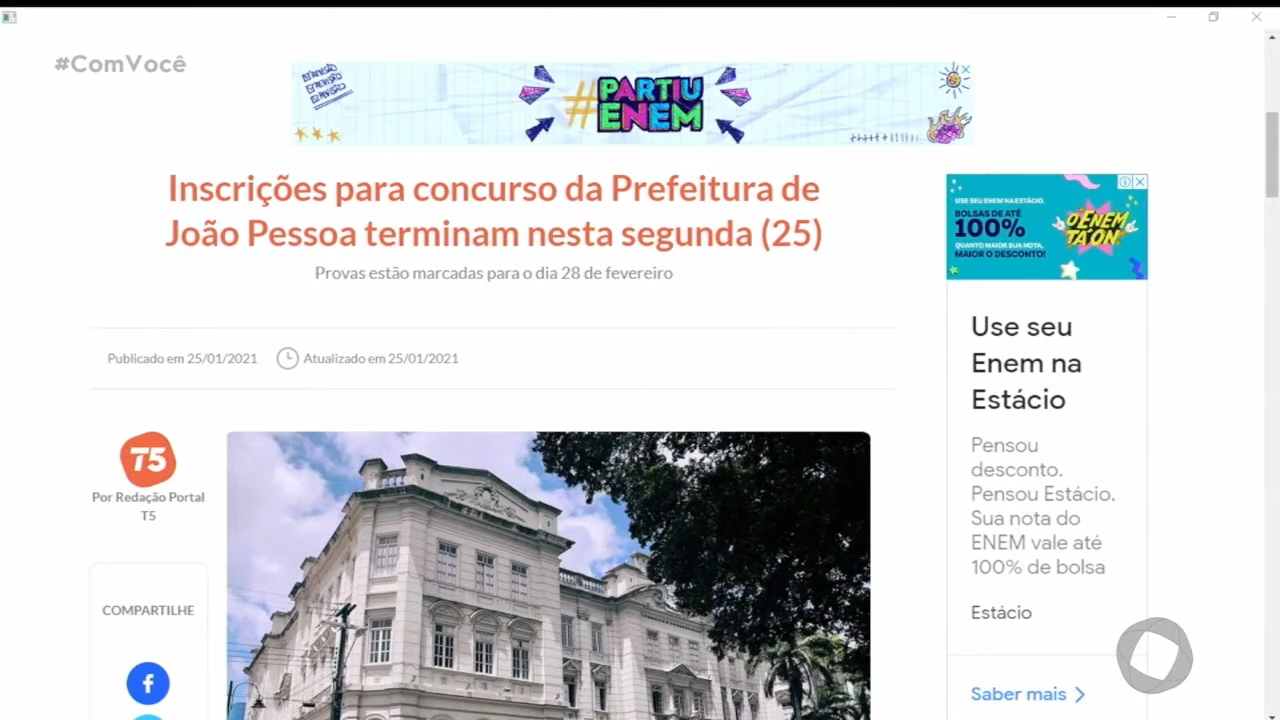 #ComVocê
#PARTIU
ENEM
Inscrições para concurso da Prefeitura de
João Pessoa terminam nesta segunda (25)
Provas estão marcadas para o dia 28 de fevereiro
Publicado em 25/01/2021
Atualizado em 25/01/2021
T5
Por Redação Portal
T5
COMPARTILHE
USE SEU ENEM NA ESTÁCIO.
BOLSAS DE ATÉ
100%
QUANTO MAIOR SUA NOTA,
MAIOR O DESCONTO!
O ENEM
TÁ ON
Use seu
Enem na
Estácio
Pensou
desconto.
Pensou Estácio.
Sua nota do
ENEM vale até
100% de bolsa
Estácio
Saber mais